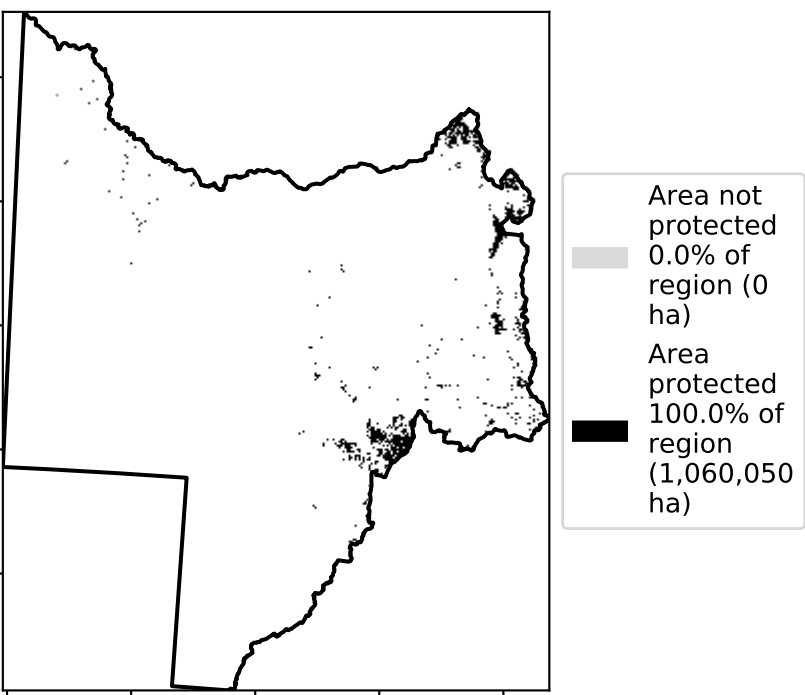 Area not
protected
0.0% of
region (0
ha)
Area
protected
100.0% of
region
(1,060,050
ha)